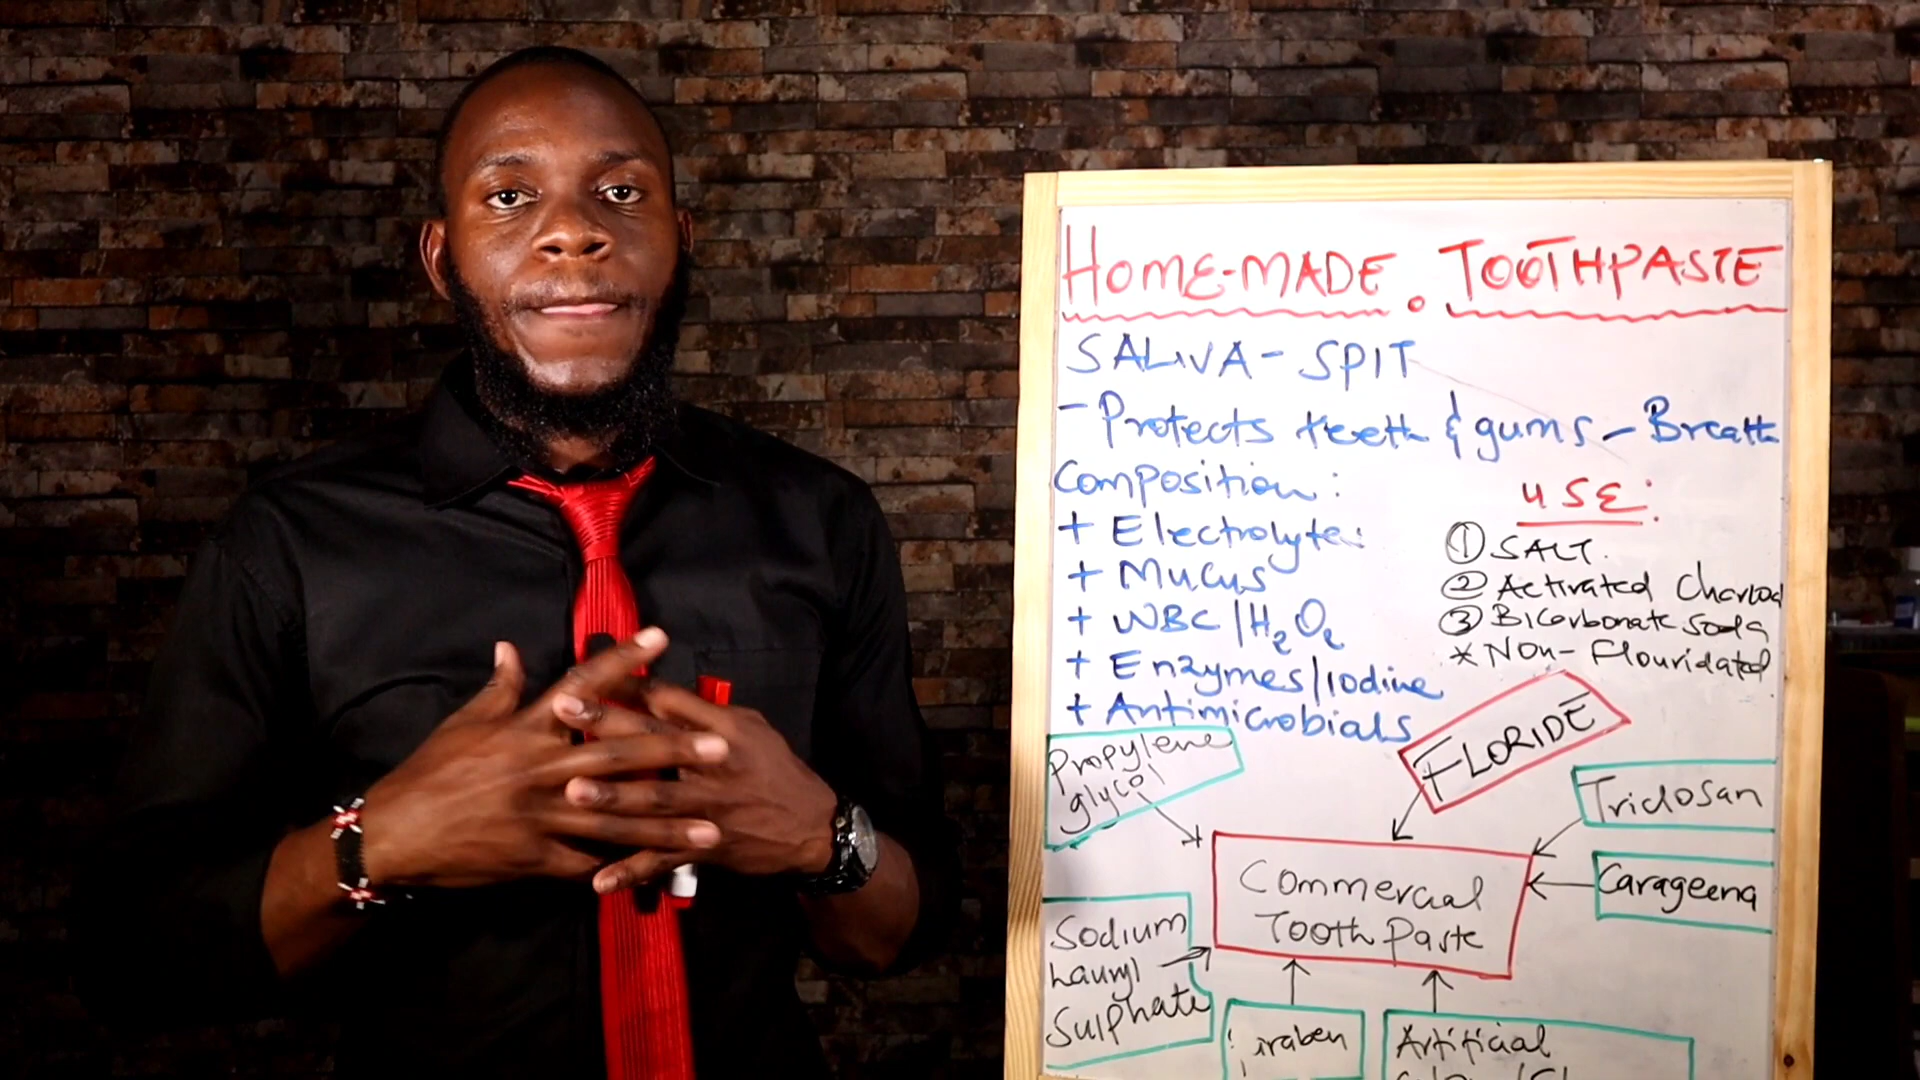 HOME-MADE. TOOTHPASTE
SALIVA - SPIT
- Protects teeth & gums - Breath
Composition:
+ Electrolytes
+ Mucus
+ WBC/H2O2
+ Enzymes/Iodine
+ Antimicrobials
USE:
① SALT.
② Activated Charcoal
③ Bicarbonate Soda
* Non-Flouridated
Propylene
glycol
FLORIDE
Triclosan
Carageena
Commercial
Tooth Paste
Sodium
Lauryl
Sulphate
Artificial